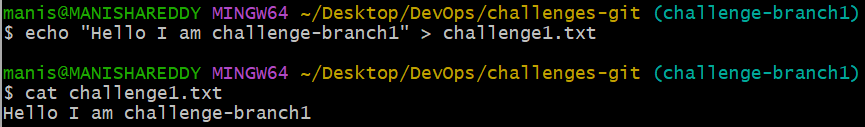 manis@MANISHAREDDY MINGW64 ~/Desktop/DevOps/challenges-git (challenge-branch1)
$ echo "Hello I am challenge-branch1" > challenge1.txt
manis@MANISHAREDDY MINGW64 ~/Desktop/DevOps/challenges-git (challenge-branch1)
$ cat challenge1.txt
Hello I am challenge-branch1